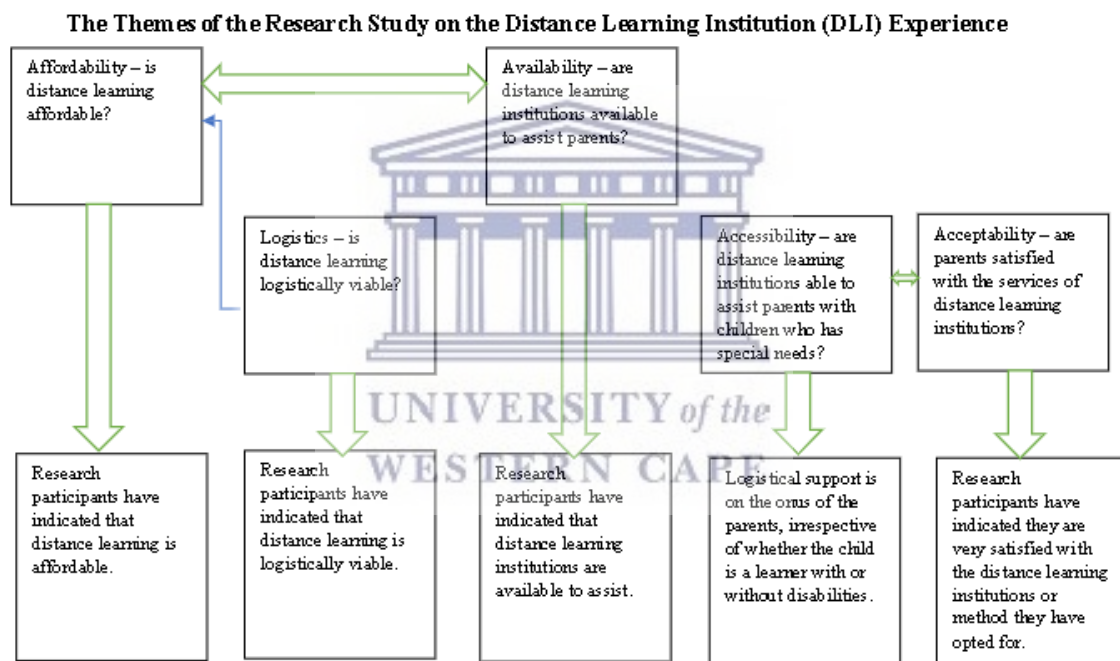 The Themes of the Research Study on the Distance Learning Institution (DLI) Experience
Affordability – is
distance learning
affordable?
Availability – are
distance learning
institutions available
to assist parents?
Logistics – is
distance learning
logistically viable?
Accessibility – are
distance learning
institutions able to
assist parents with
children who has
special needs?
Acceptability – are
parents satisfied
with the services of
distance learning
institutions?
UNIVERSITY of the
WESTERN CAPE
Research
participants have
indicated that
distance learning is
affordable.
Research
participants have
indicated that
distance learning is
logistically viable.
Research
participants have
indicated that
distance learning
institutions are
available to assist.
Logistical support is
on the onus of the
parents, irrespective
of whether the child
is a learner with or
without disabilities.
Research
participants have
indicated they are
very satisfied with
the distance learning
institutions or
method they have
opted for.